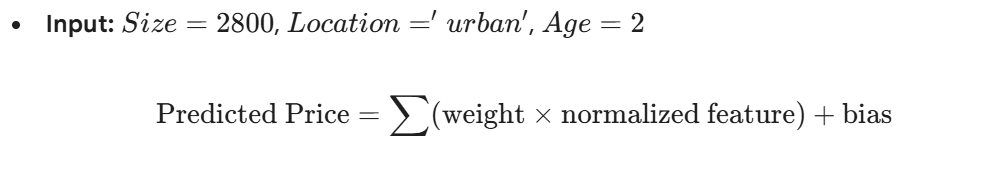 • Input: Size = 2800, Location =' urban', Age = 2
Predicted Price = ∑(weight × normalized feature) + bias